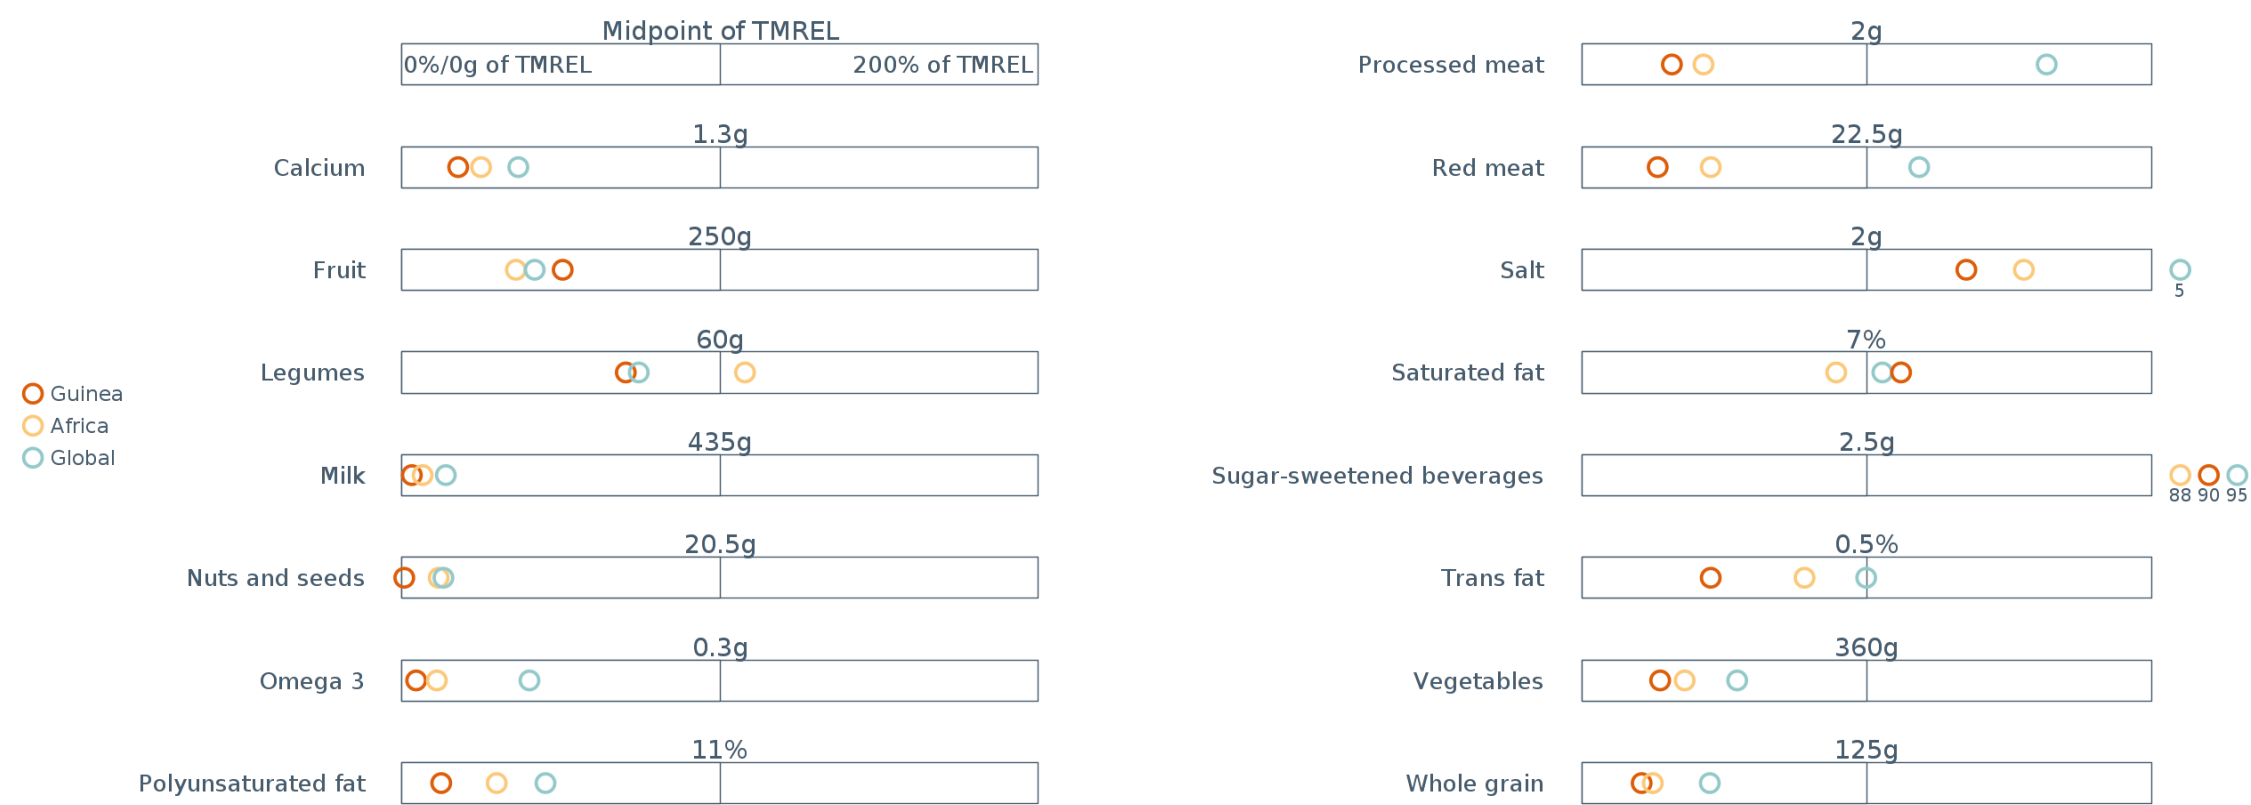 Midpoint of TMREL
0%/0g of TMREL
200% of TMREL
1.3g
Calcium
250g
Fruit
60g
Legumes
435g
Milk
20.5g
Nuts and seeds
0.3g
Omega 3
11%
Polyunsaturated fat
Guinea
Africa
Global
2g
Processed meat
22.5g
Red meat
2g
Salt
5
7%
Saturated fat
2.5g
Sugar-sweetened beverages
88 90 95
0.5%
Trans fat
360g
Vegetables
125g
Whole grain